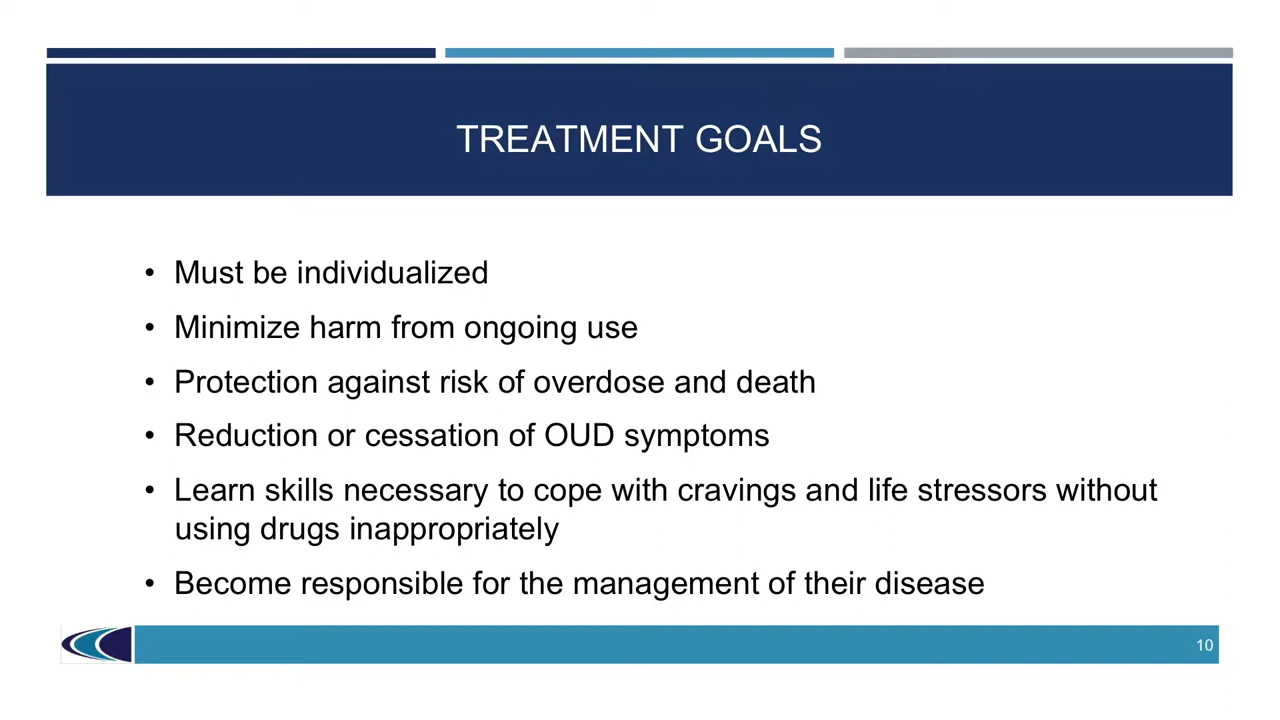 TREATMENT GOALS
• Must be individualized
• Minimize harm from ongoing use
• Protection against risk of overdose and death
• Reduction or cessation of OUD symptoms
• Learn skills necessary to cope with cravings and life stressors without
using drugs inappropriately
• Become responsible for the management of their disease
10